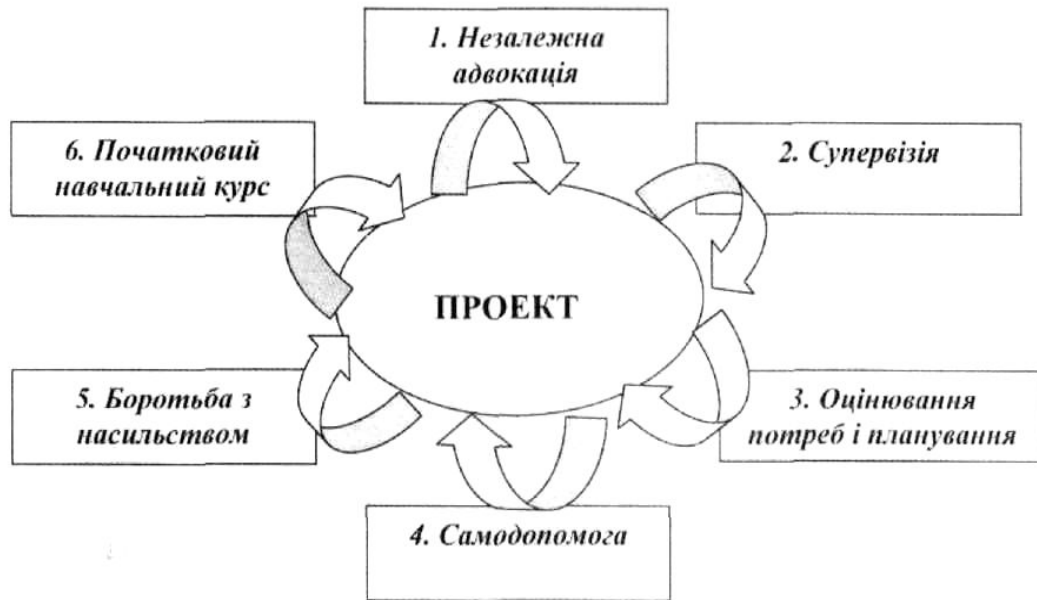 1. Незалежна
адвокація
2. Супервізія
3. Оцінювання
потреб і планування
4. Самодопомога
5. Боротьба з
насильством
6. Початковий
навчальний курс
ПРОЕКТ